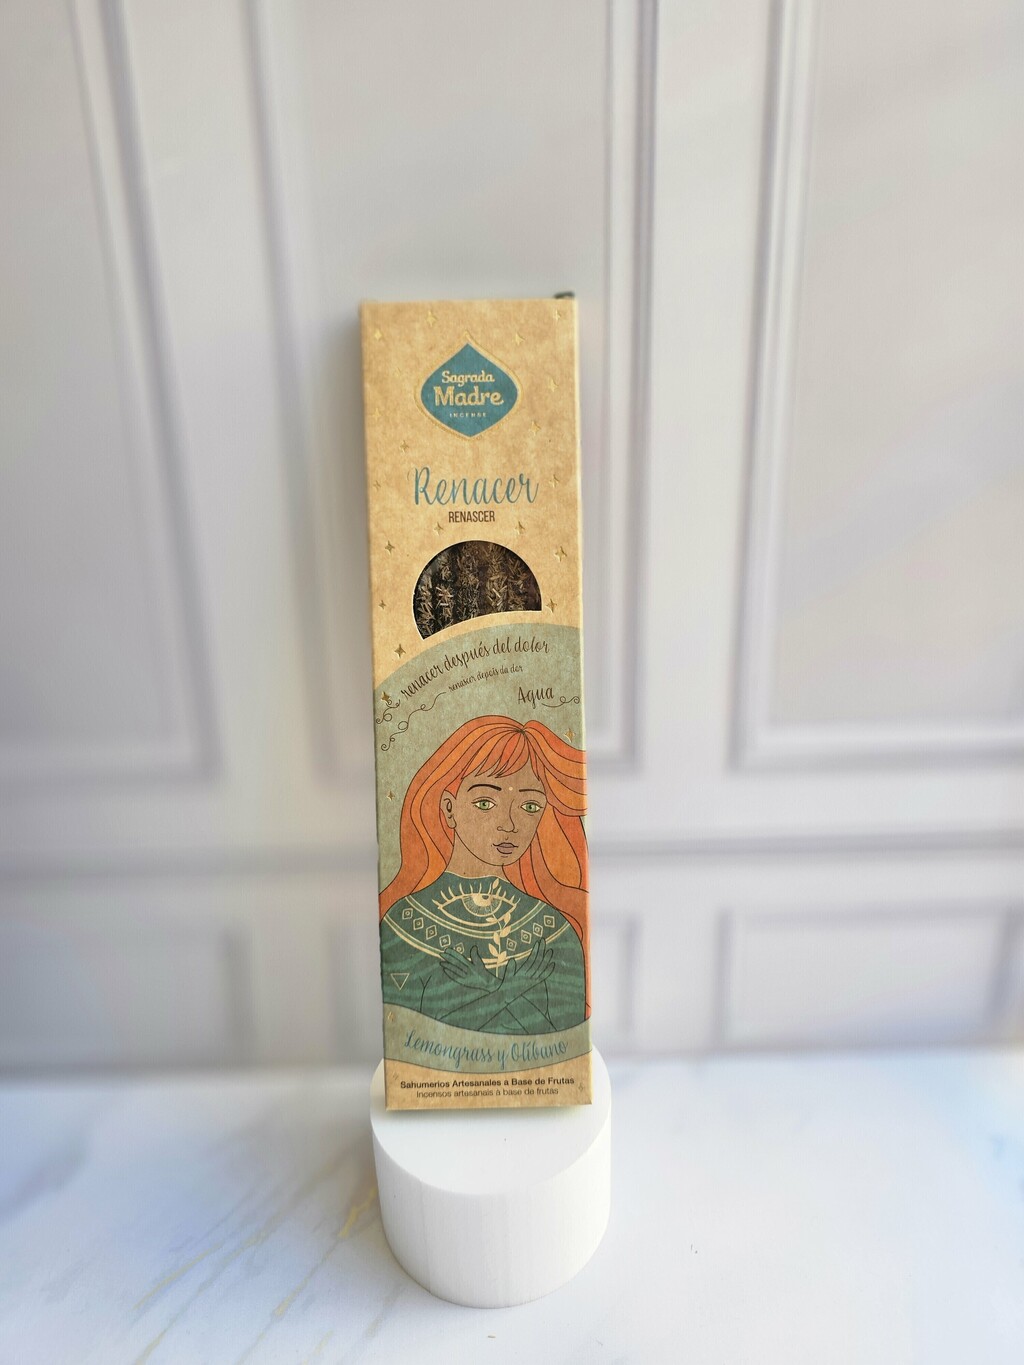 Sagrada
Madre
INCENSE
Renacer
RENASCER
renacer después del dolor
renascer depois da dor
Agua
Lemongrass y Olíbano
Sahumerios Artesanales a Base de Frutas
Incensos artesanais à base de frutas